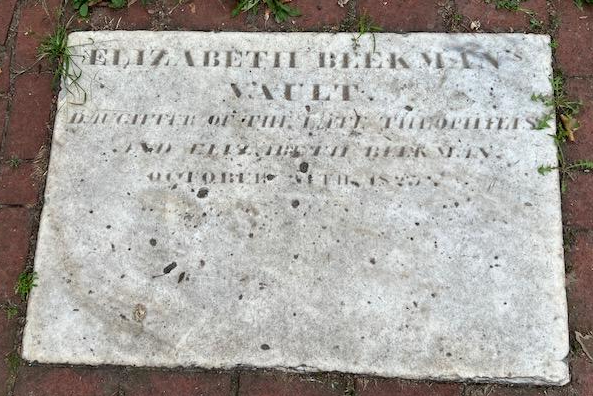 ELIZABETH BEEKMAN'S
VAULT.
DAUGHTER OF THE LATE THEOPHILUS
AND ELIZABETH BEEKMAN.
OCTOBER